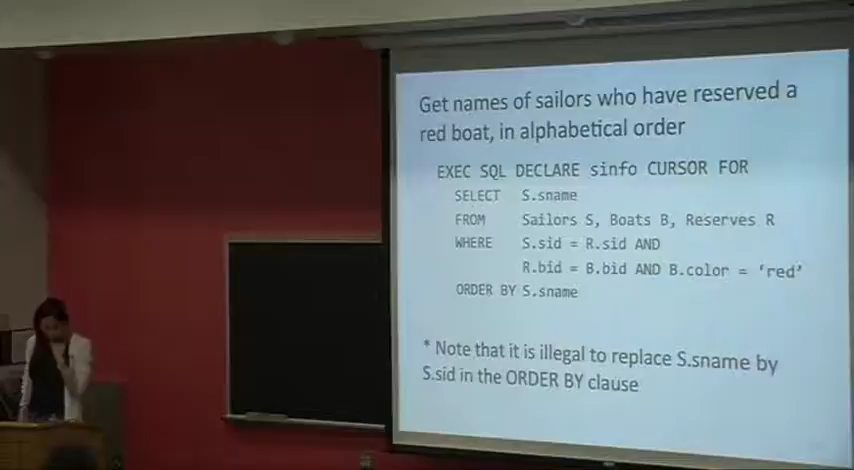 Get names of sailors who have reserved a
red boat, in alphabetical order
EXEC SQL DECLARE sinfo CURSOR FOR
SELECT S.sname
FROM Sailors S, Boats B, Reserves R
WHERE S.sid = R.sid AND
R.bid = B.bid AND B.color = ‘red’
ORDER BY S.sname
* Note that it is illegal to replace S.sname by
S.sid in the ORDER BY clause